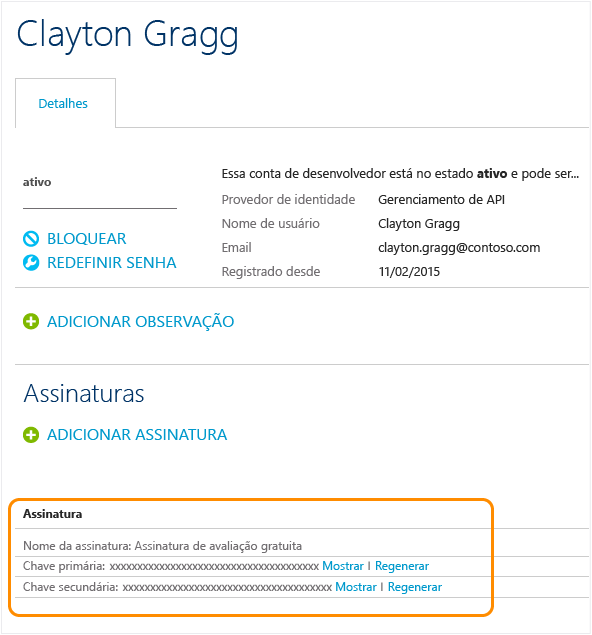 Clayton Gragg
Detalhes
ativo
Essa conta de desenvolvedor está no estado ativo e pode ser...
Provedor de identidade Gerenciamento de API
Nome de usuário Clayton Gragg
Email clayton.gragg@contoso.com
Registrado desde 11/02/2015
BLOQUEAR
REDEFINIR SENHA
ADICIONAR OBSERVAÇÃO
Assinaturas
ADICIONAR ASSINATURA
Assinatura
Nome da assinatura: Assinatura de avaliação gratuita
Chave primária: xxxxxxxxxxxxxxxxxxxxxxxxxxxxxxxxxxxxxx Mostrar | Regenerar
Chave secundária: xxxxxxxxxxxxxxxxxxxxxxxxxxxxxxxxxxxxxx Mostrar | Regenerar